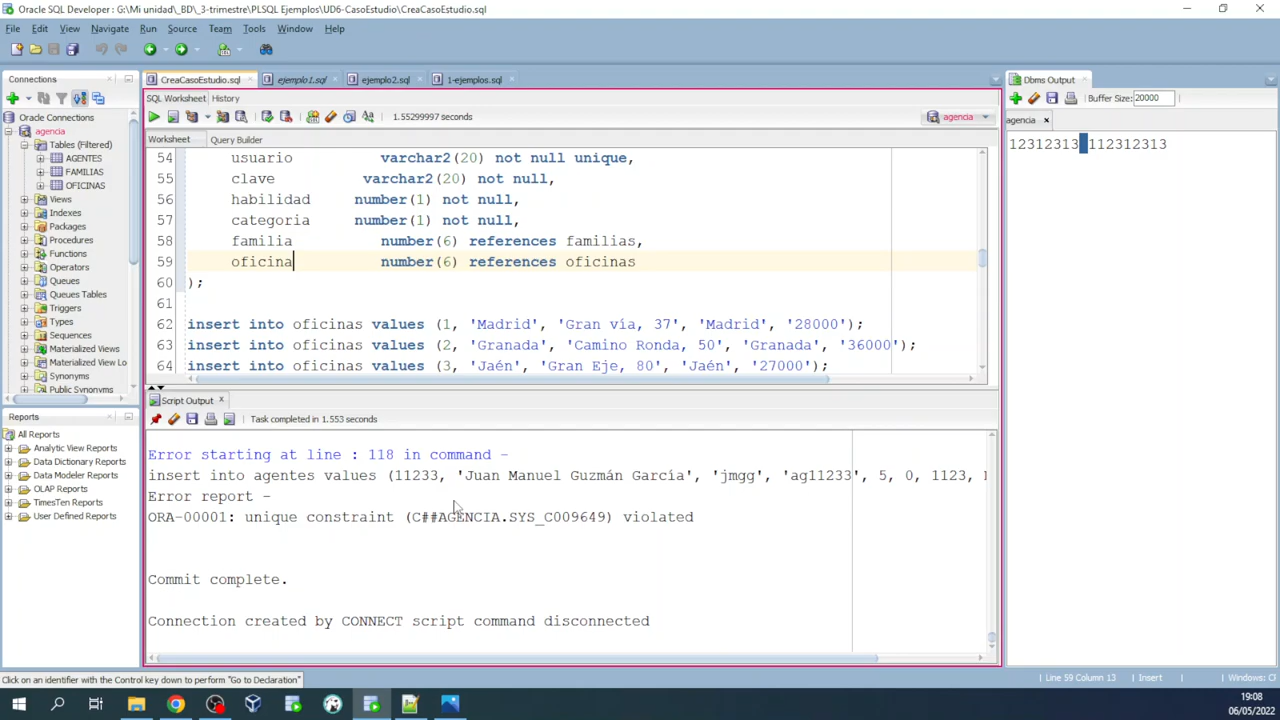 Oracle SQL Developer : G:\Mi unidad\_BD\_3-trimestre\PLSQL Ejemplos\UD6-CasoEstudio\CreaCasoEstudio.sql
File Edit View Navigate Run Source Team Tools Window Help
Connections
Oracle Connections
agencia
Tables (Filtered)
AGENTES
FAMILIAS
OFICINAS
Views
Indexes
Packages
Procedures
Functions
Operators
Queues
Queues Tables
Triggers
Types
Sequences
Materialized Views
Materialized View Lo
Synonyms
Public Synonyms
Reports
All Reports
Analytic View Reports
Data Dictionary Reports
Data Modeler Reports
OLAP Reports
TimesTen Reports
User Defined Reports
CreaCasoEstudio.sql ejemplo1.sql ejemplo2.sql 1-ejemplos.sql
SQL Worksheet History
1.55299997 seconds
agencia
Worksheet Query Builder
54 usuario varchar2(20) not null unique,
55 clave varchar2(20) not null,
56 habilidad number(1) not null,
57 categoria number(1) not null,
58 familia number(6) references familias,
59 oficina number(6) references oficinas
60 );
61
62 insert into oficinas values (1, 'Madrid', 'Gran vía, 37', 'Madrid', '28000');
63 insert into oficinas values (2, 'Granada', 'Camino Ronda, 50', 'Granada', '36000');
64 insert into oficinas values (3, 'Jaén', 'Gran Eje, 80', 'Jaén', '27000');
Script Output
Task completed in 1.553 seconds
Error starting at line : 118 in command -
insert into agentes values (11233, 'Juan Manuel Guzmán García', 'jmgg', 'ag11233', 5, 0, 1123,
Error report -
ORA-00001: unique constraint (C##AGENCIA.SYS_C009649) violated
Commit complete.
Connection created by CONNECT script command disconnected
Dbms Output
Buffer Size: 20000
agencia
12312313 112312313
Click on an identifier with the Control key down to perform "Go to Declaration"
Line 59 Column 13 Insert Windows: CF
19:08
06/05/2022